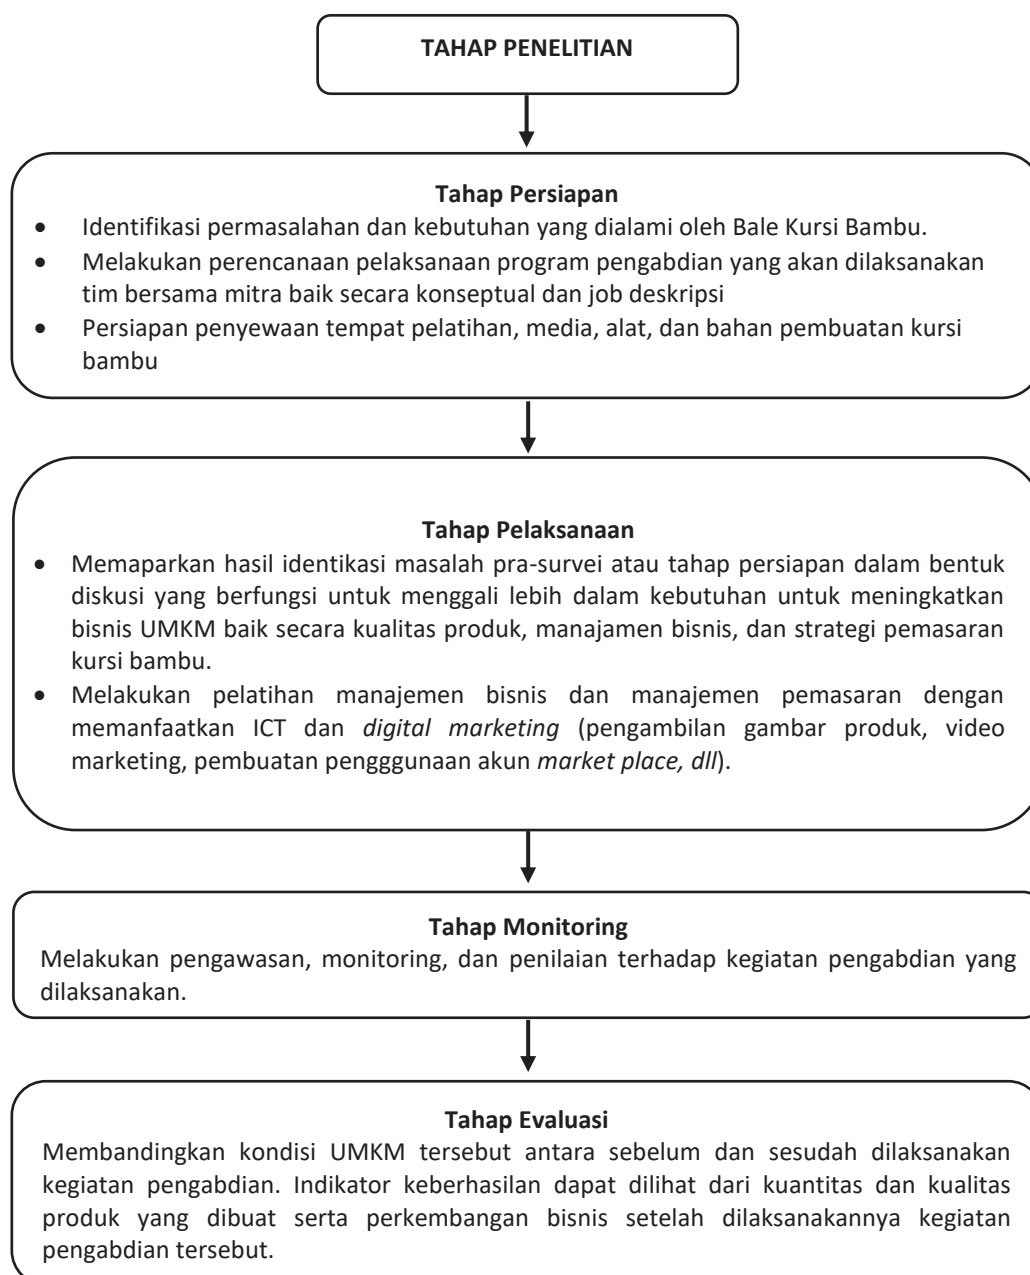 TAHAP PENELITIAN
Tahap Persiapan
• Identifikasi permasalahan dan kebutuhan yang dialami oleh Bale Kursi Bambu.
• Melakukan perencanaan pelaksanaan program pengabdian yang akan dilaksanakan
tim bersama mitra baik secara konseptual dan job deskripsi
• Persiapan penyewaan tempat pelatihan, media, alat, dan bahan pembuatan kursi
bambu
Tahap Pelaksanaan
• Memaparkan hasil identikasi masalah pra-survei atau tahap persiapan dalam bentuk
diskusi yang berfungsi untuk menggali lebih dalam kebutuhan untuk meningkatkan
bisnis UMKM baik secara kualitas produk, manajamen bisnis, dan strategi pemasaran
kursi bambu.
• Melakukan pelatihan manajemen bisnis dan manajemen pemasaran dengan
memanfaatkan ICT dan digital marketing (pengambilan gambar produk, video
marketing, pembuatan pengggunaan akun market place, dll).
Tahap Monitoring
Melakukan pengawasan, monitoring, dan penilaian terhadap kegiatan pengabdian yang
dilaksanakan.
Tahap Evaluasi
Membandingkan kondisi UMKM tersebut antara sebelum dan sesudah dilaksanakan
kegiatan pengabdian. Indikator keberhasilan dapat dilihat dari kuantitas dan kualitas
produk yang dibuat serta perkembangan bisnis setelah dilaksanakannya kegiatan
pengabdian tersebut.